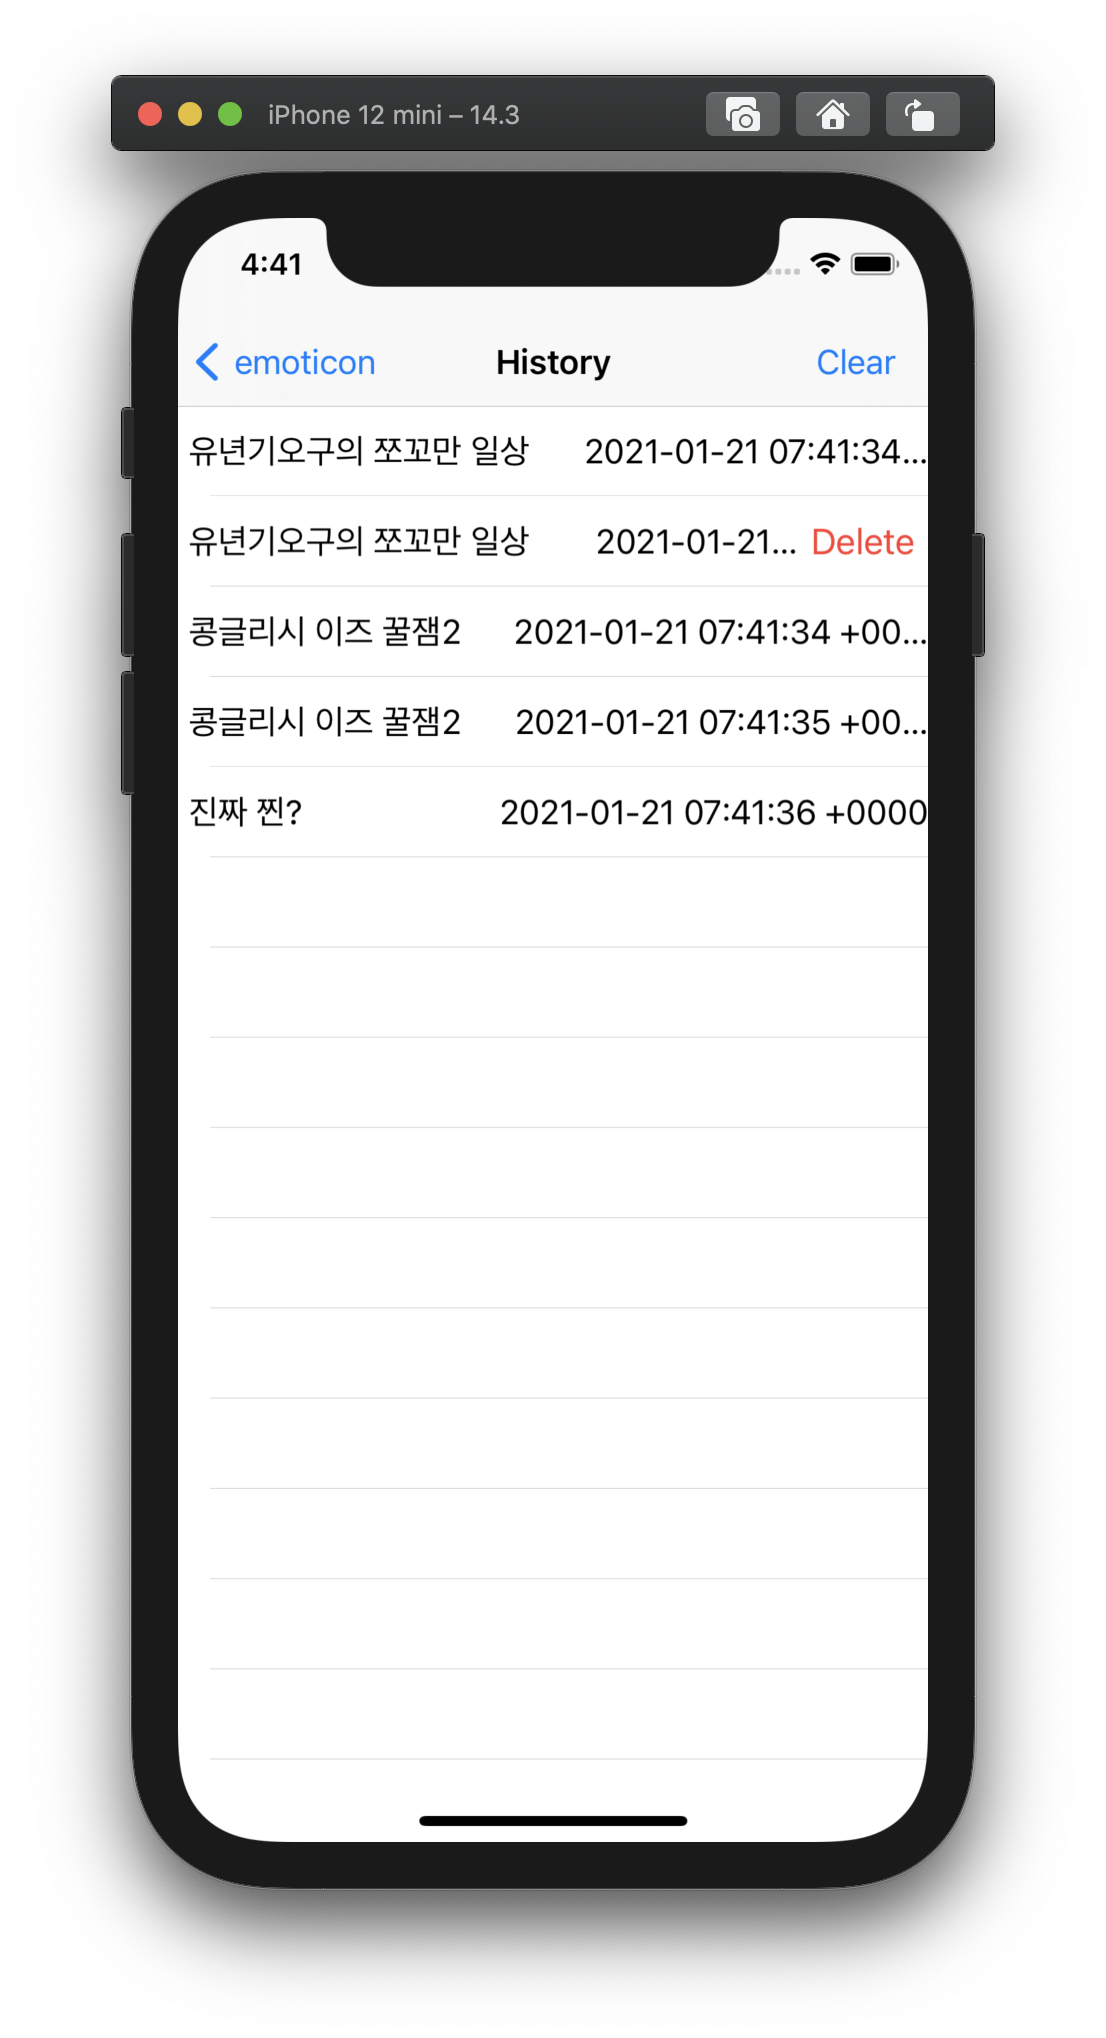 iPhone 12 mini – 14.3
4:41
emoticon History Clear
유년기오구의 쪼꼬만 일상 2021-01-21 07:41:34...
유년기오구의 쪼꼬만 일상 2021-01-21... Delete
콩글리시 이즈 꿀잼2 2021-01-21 07:41:34 +00...
콩글리시 이즈 꿀잼2 2021-01-21 07:41:35 +00...
진짜 찐? 2021-01-21 07:41:36 +0000